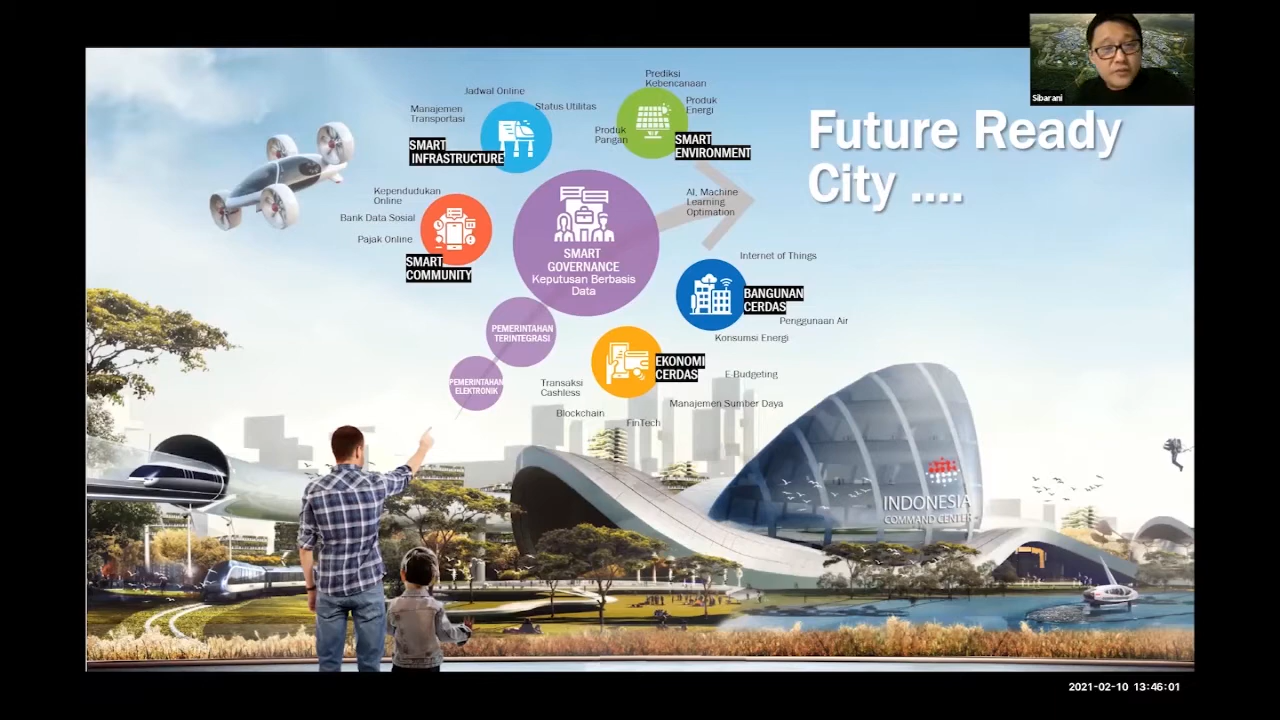 Sibarani
Future Ready
City ....
Prediksi
Kebencanaan
Jadwal Online
Status Utilitas
Manajemen
Transportasi
Produk
Energi
Produk
Pangan
SMART
INFRASTRUCTURE
SMART
ENVIRONMENT
Kependudukan
Online
Bank Data Sosial
Pajak Online
SMART
COMMUNITY
AI, Machine
Learning
Optimation
SMART
GOVERNANCE
Keputusan Berbasis
Data
Internet of Things
BANGUNAN
CERDAS
Penggunaan Air
Konsumsi Energi
PEMERINTAHAN
TERINTEGRASI
PEMERINTAHAN
ELEKTRONIK
EKONOMI
CERDAS
E-Budgeting
Transaksi
Cashless
Manajemen Sumber Daya
Blockchain
FinTech
INDONESIA
COMMAND CENTER
2021-02-10 13:46:01